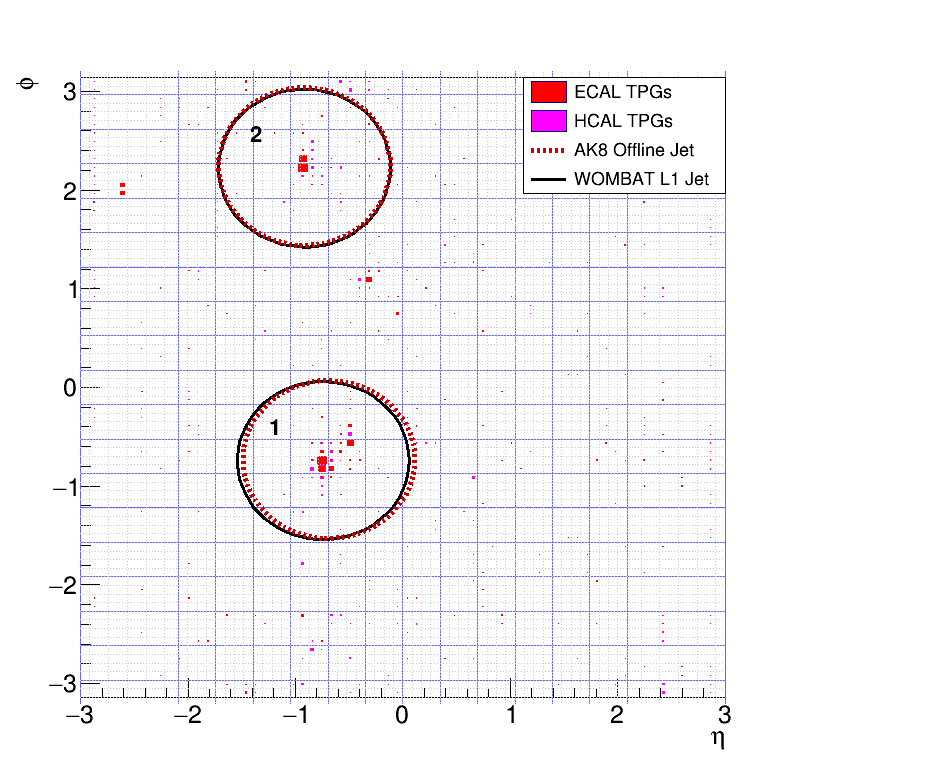 ϕ
3
2
1
0
−1
−2
−3
ECAL TPGs
HCAL TPGs
AK8 Offline Jet
WOMBAT L1 Jet
2
1
−3 −2 −1 0 1 2 3
η